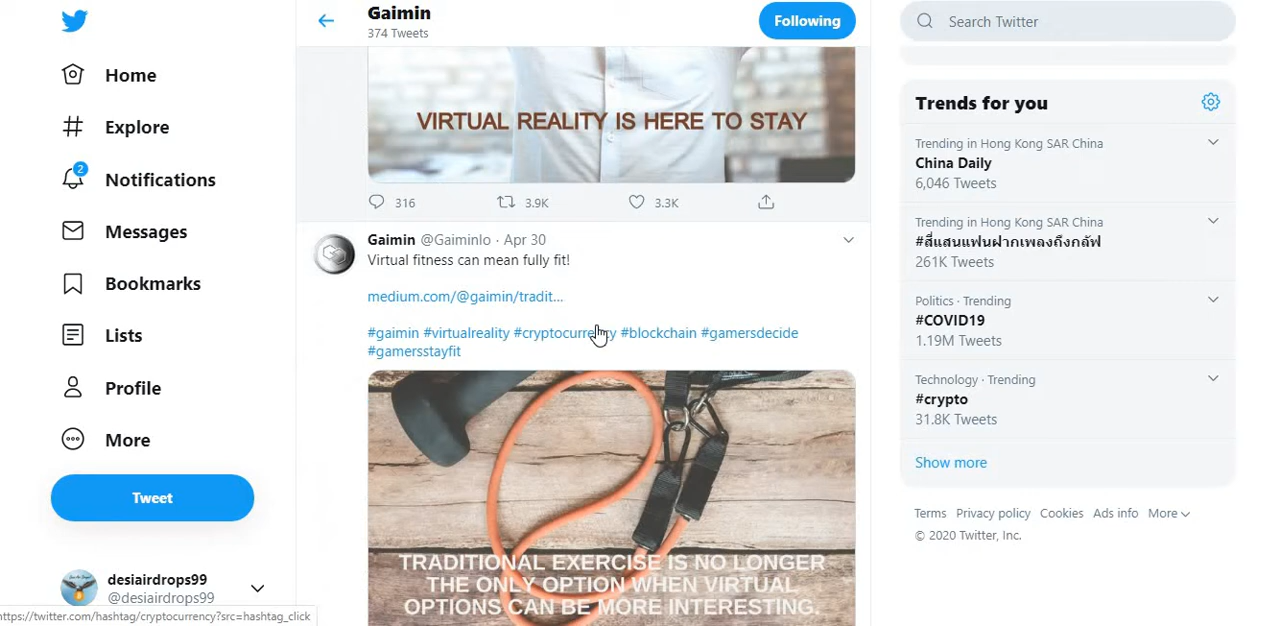 Home
Explore
2
Notifications
Messages
Bookmarks
Lists
Profile
More
Tweet
desiairdrops99
@desiairdrops99
https://twitter.com/hashtag/cryptocurrency?src=hashtag_click
Gaimin
374 Tweets
Following
VIRTUAL REALITY IS HERE TO STAY
316 3.9K 3.3K
Gaimin @GaiminIo · Apr 30
Virtual fitness can mean fully fit!
medium.com/@gaimin/tradit...
#gaimin #virtualreality #cryptocurrency #blockchain #gamersdecide
#gamersstayfit
TRADITIONAL EXERCISE IS NO LONGER
THE ONLY OPTION WHEN VIRTUAL
OPTIONS CAN BE MORE INTERESTING.
Search Twitter
Trends for you
Trending in Hong Kong SAR China
China Daily
6,046 Tweets
Trending in Hong Kong SAR China
#สี่แสนแฟนฝากเพลงถึงกลัฟ
261K Tweets
Politics · Trending
#COVID19
1.19M Tweets
Technology · Trending
#crypto
31.8K Tweets
Show more
Terms Privacy policy Cookies Ads info More
© 2020 Twitter, Inc.